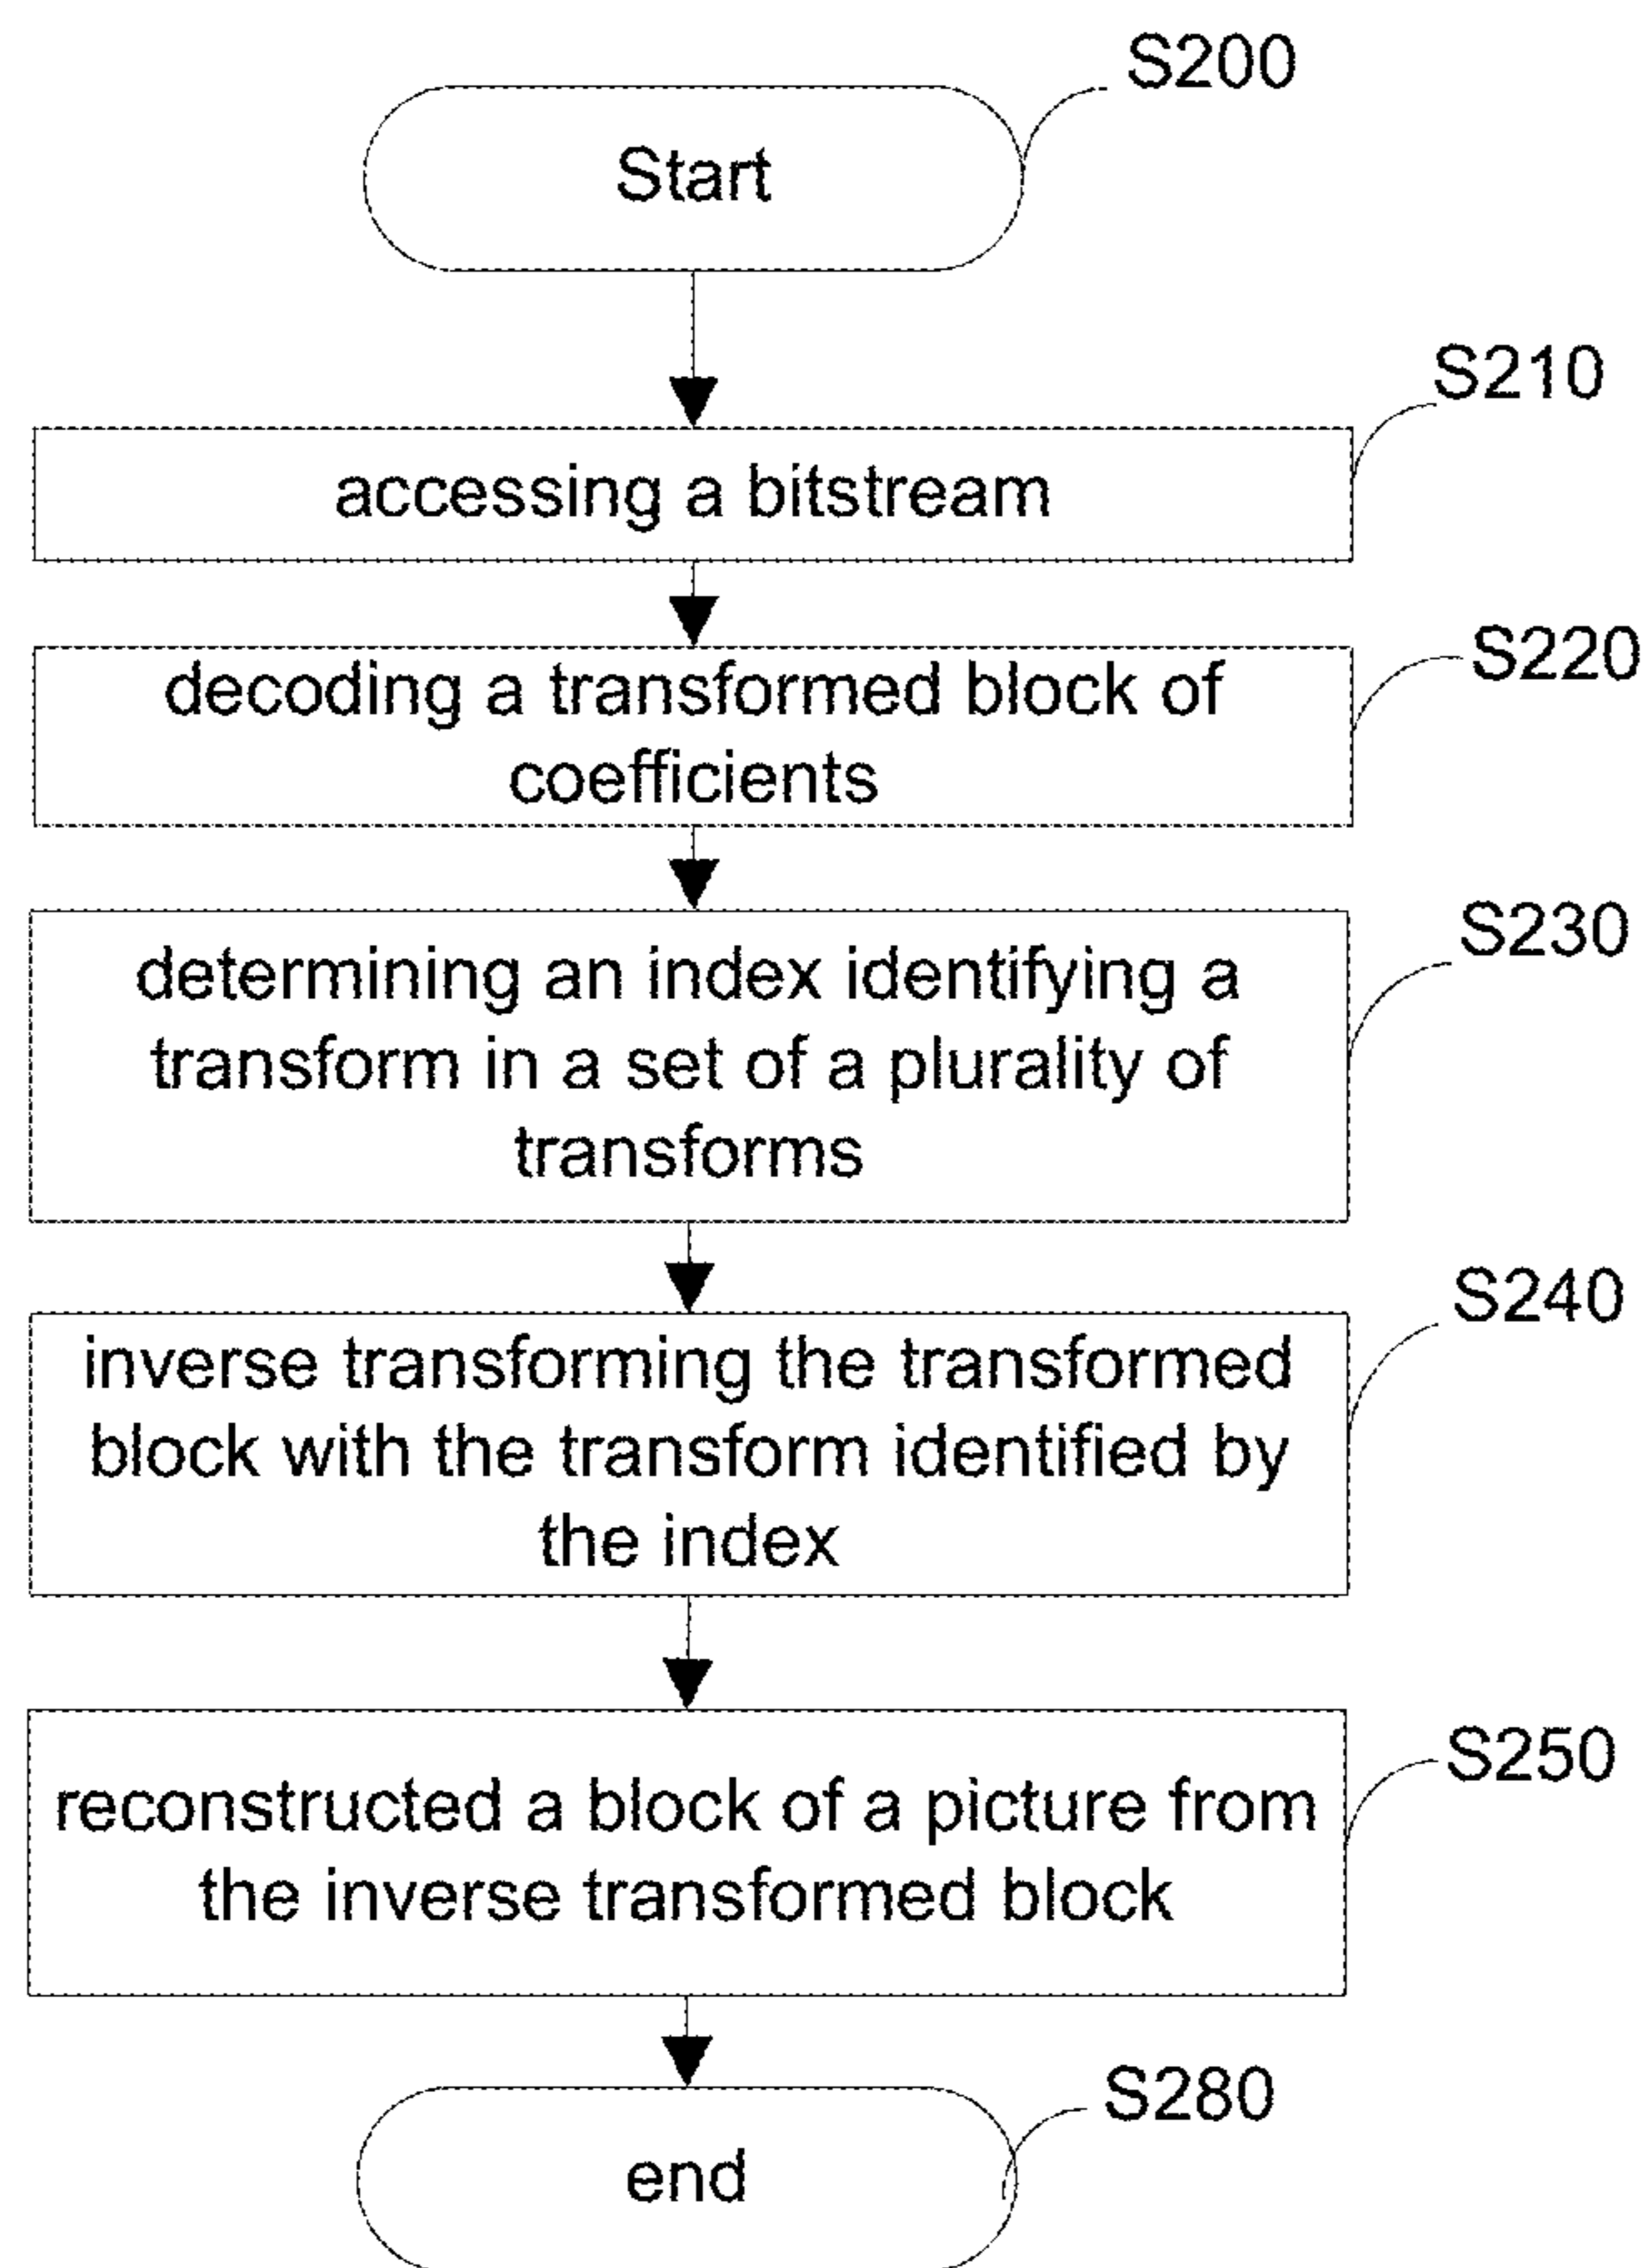 S200
Start
S210
accessing a bitstream
S220
decoding a transformed block of
coefficients
S230
determining an index identifying a
transform in a set of a plurality of
transforms
S240
inverse transforming the transformed
block with the transform identified by
the index
S250
reconstructed a block of a picture from
the inverse transformed block
S280
end